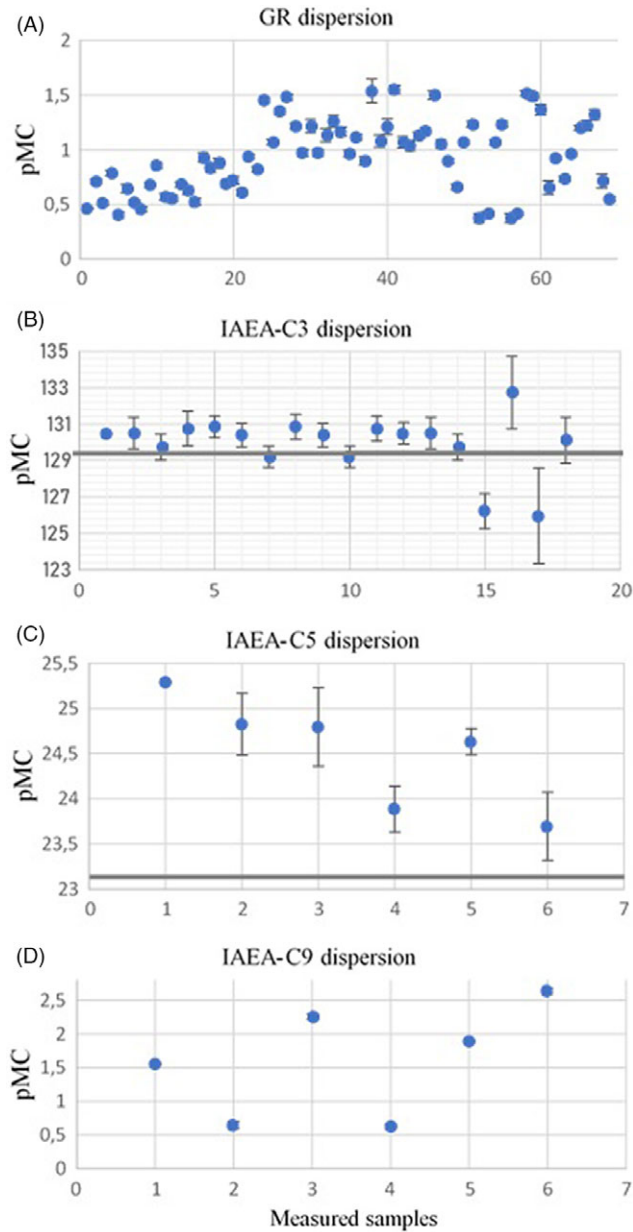 (A)
GR dispersion
2
1,5
1
0,5
0
pMC
0 20 40 60
(B)
IAEA-C3 dispersion
135
133
131
129
127
125
123
pMC
0 5 10 15 20
(C)
IAEA-C5 dispersion
25,5
25
24,5
24
23,5
23
pMC
0 1 2 3 4 5 6 7
(D)
IAEA-C9 dispersion
2,5
2
1,5
1
0,5
0
pMC
0 1 2 3 4 5 6 7 8
Measured samples